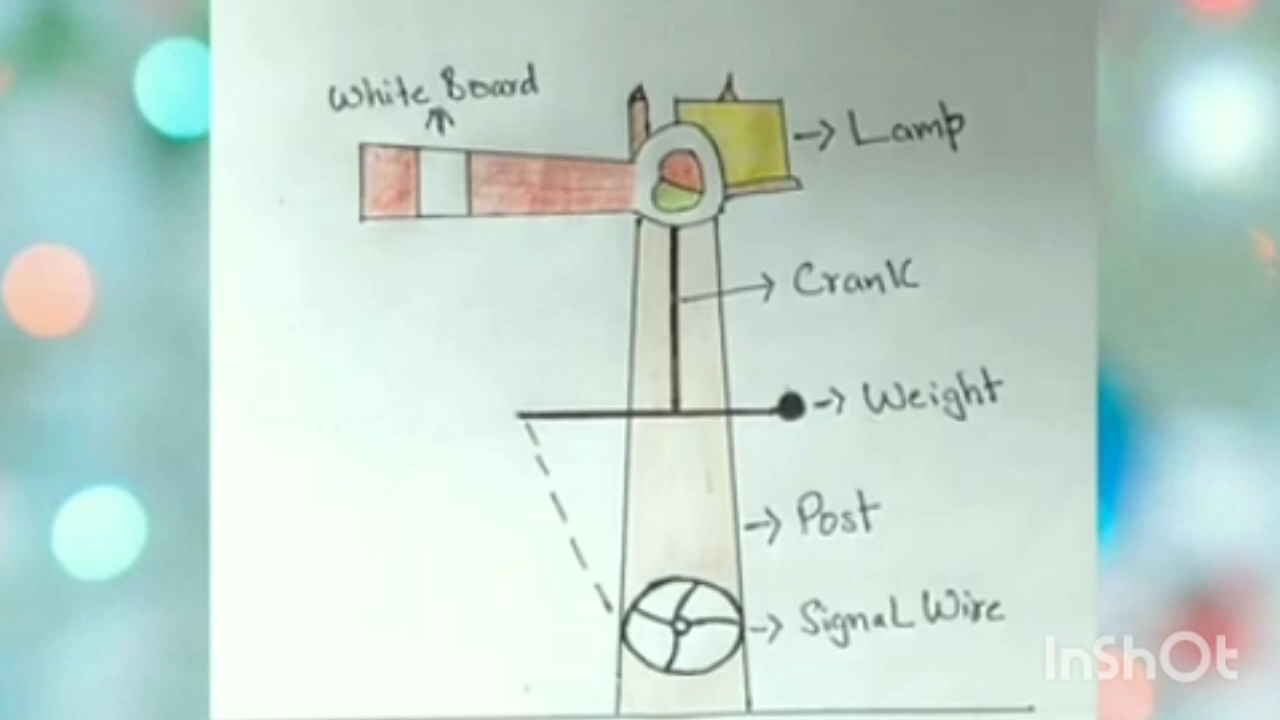 White Board
Lamp
Crank
Weight
Post
Signal Wire
InShOt